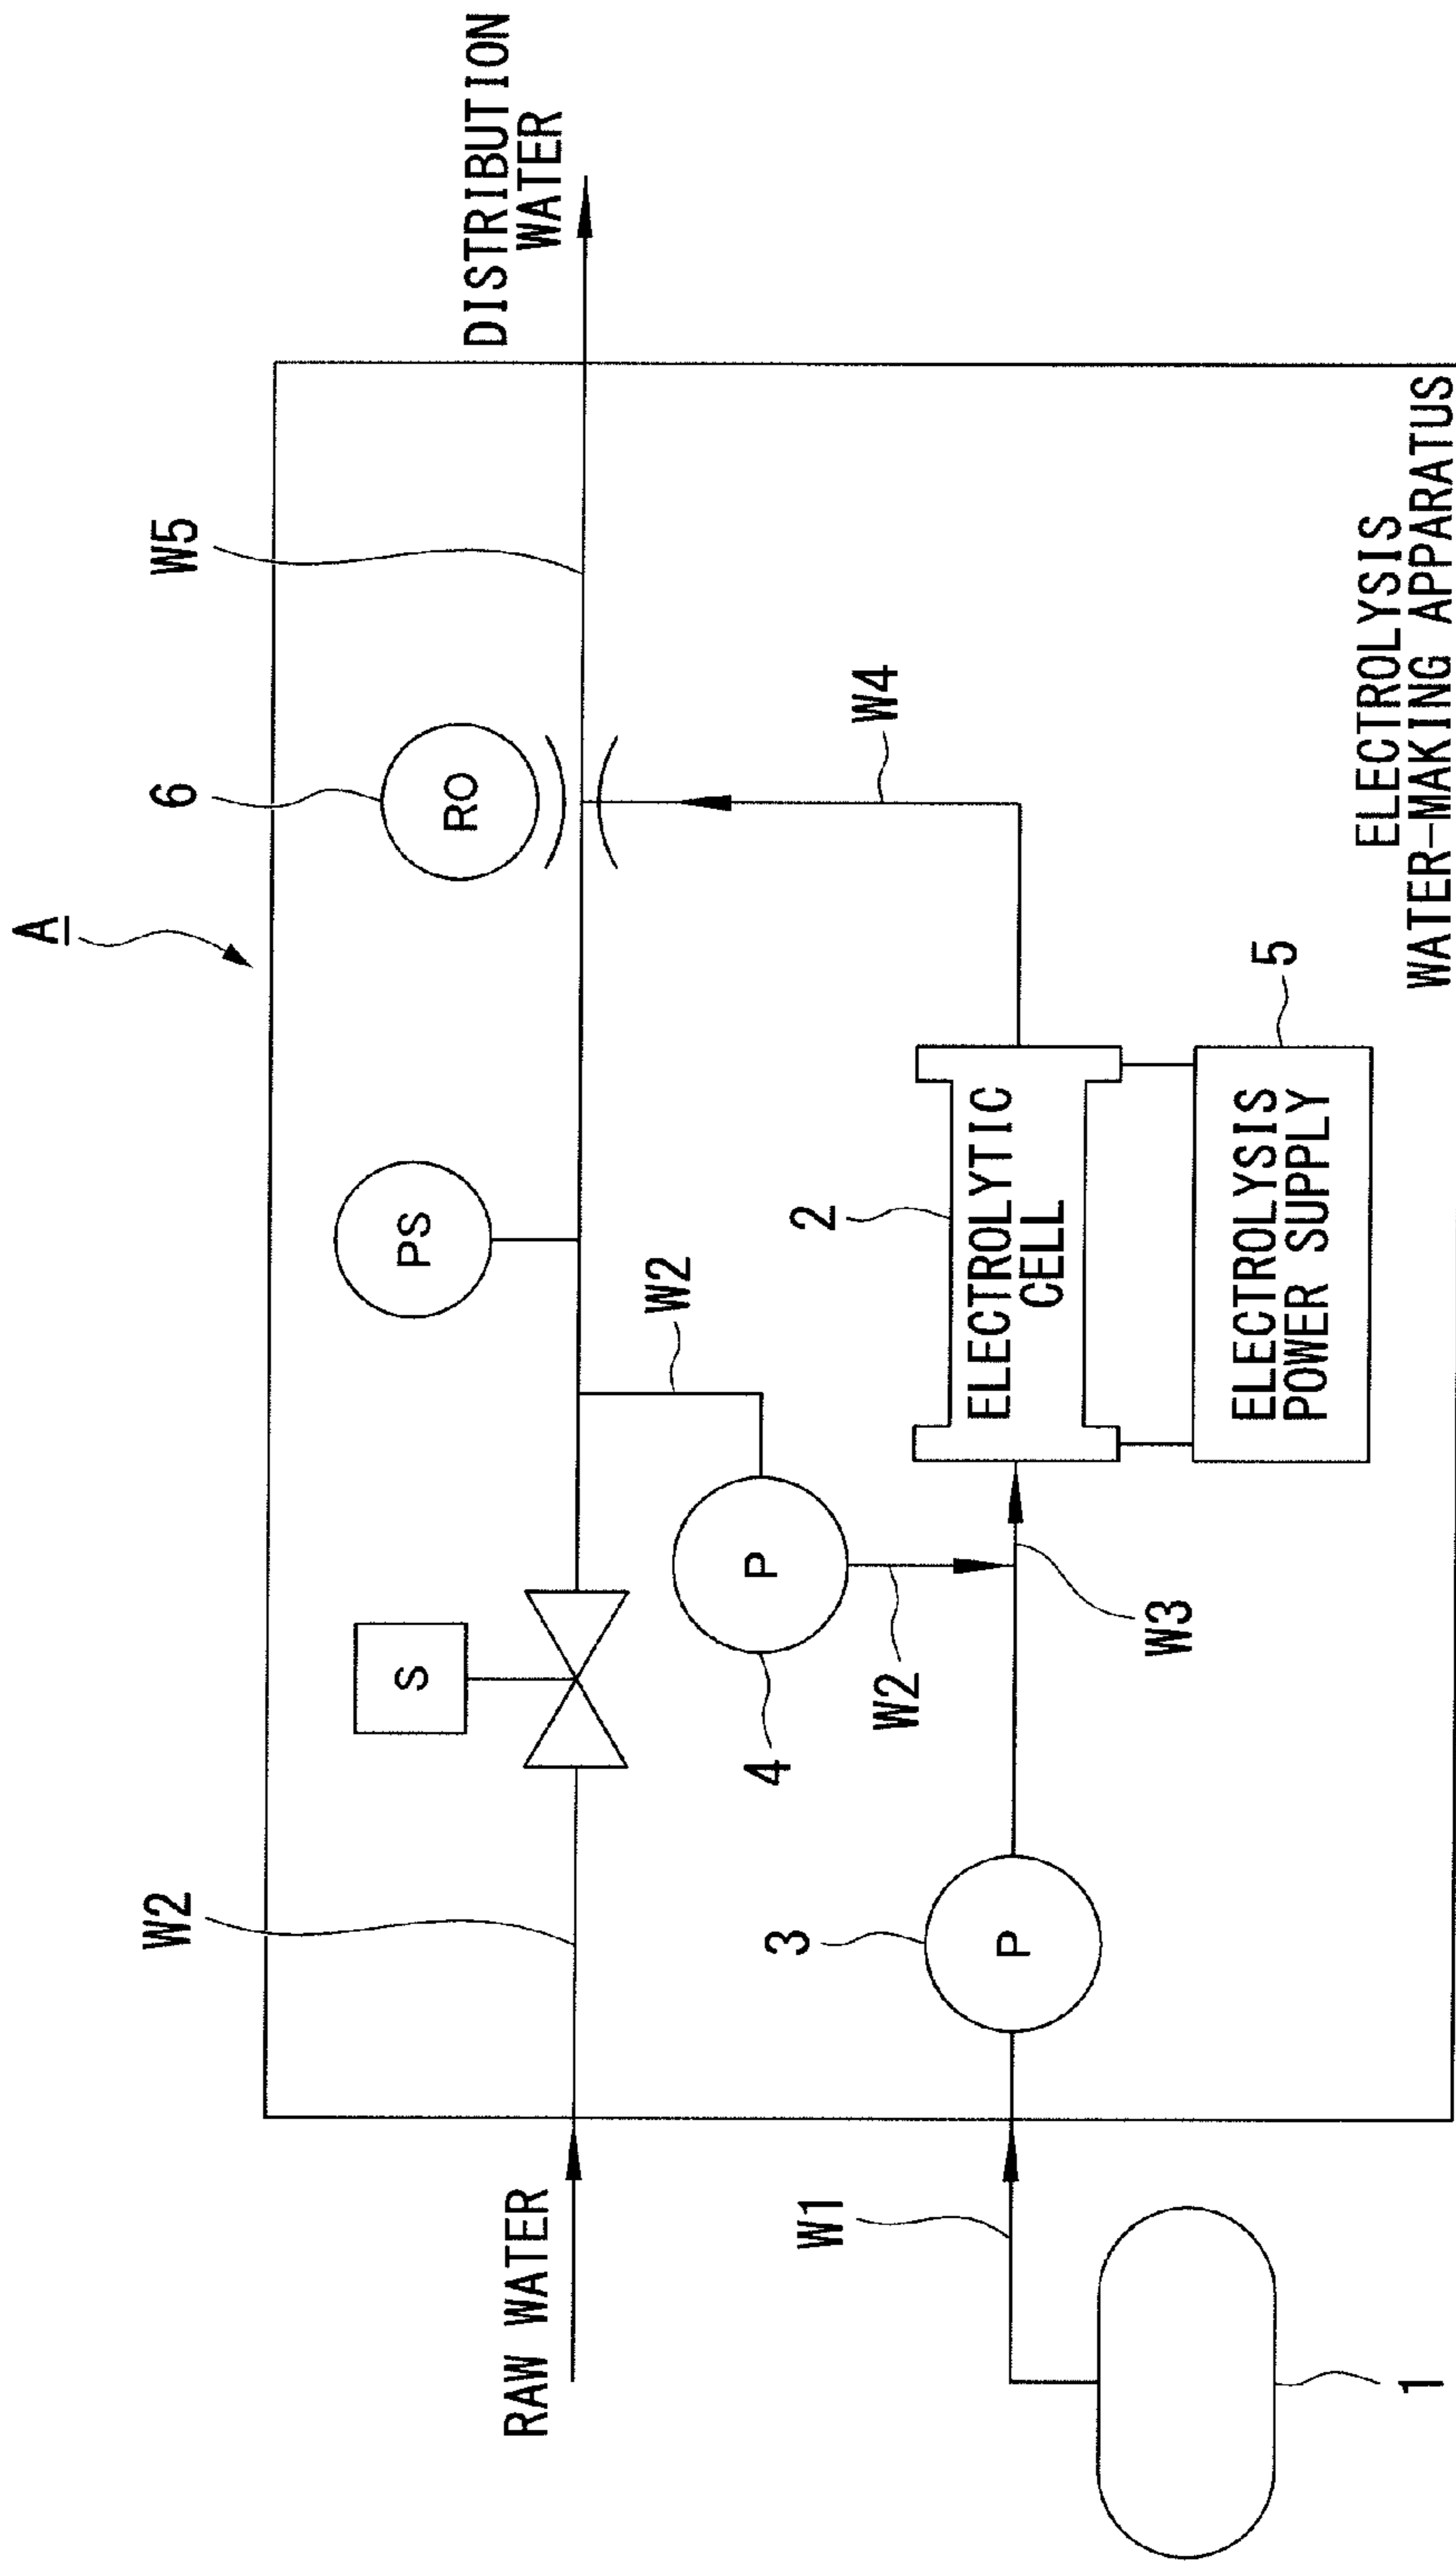 A
W2
W5
6
S
PS
RO
RAW WATER
DISTRIBUTION
WATER
W2
4
P
W2
W4
W1
3
P
W3
2
ELECTROLYTIC
CELL
1
5
ELECTROLYSIS
POWER SUPPLY
ELECTROLYSIS
WATER-MAKING APPARATUS